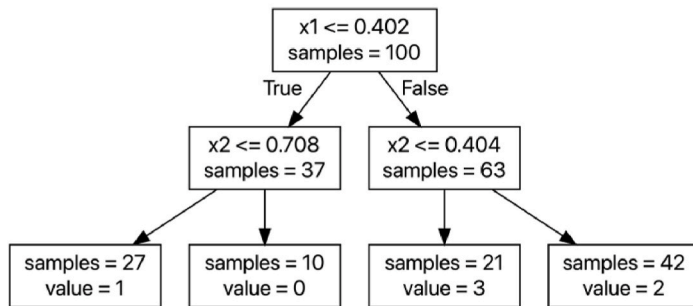 x1 <= 0.402
samples = 100
True
False
x2 <= 0.708
samples = 37
x2 <= 0.404
samples = 63
samples = 27
value = 1
samples = 10
value = 0
samples = 21
value = 3
samples = 42
value = 2